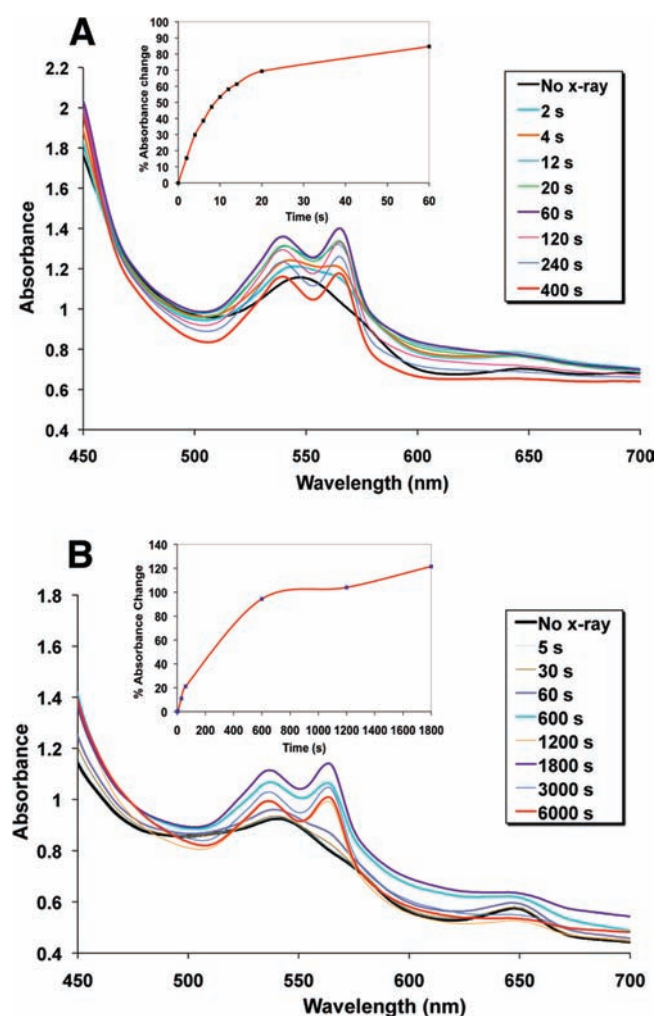 A
100
90
80
70
60
50
40
30
20
10
0
% Absorbance change
0 10 20 30 40 50 60
Time (s)
2.2
2
1.8
1.6
1.4
1.2
1
0.8
0.6
0.4
Absorbance
No x-ray
2 s
4 s
12 s
20 s
60 s
120 s
240 s
400 s
450 500 550 600 650 700
Wavelength (nm)
B
140
120
100
80
60
40
20
0
% Absorbance Change
0 200 400 600 800 1000 1200 1400 1600 1800
Time (s)
1.8
1.6
1.4
1.2
1
0.8
0.6
0.4
Absorbance
No x-ray
5 s
30 s
60 s
600 s
1200 s
1800 s
3000 s
6000 s
450 500 550 600 650 700
Wavelength (nm)